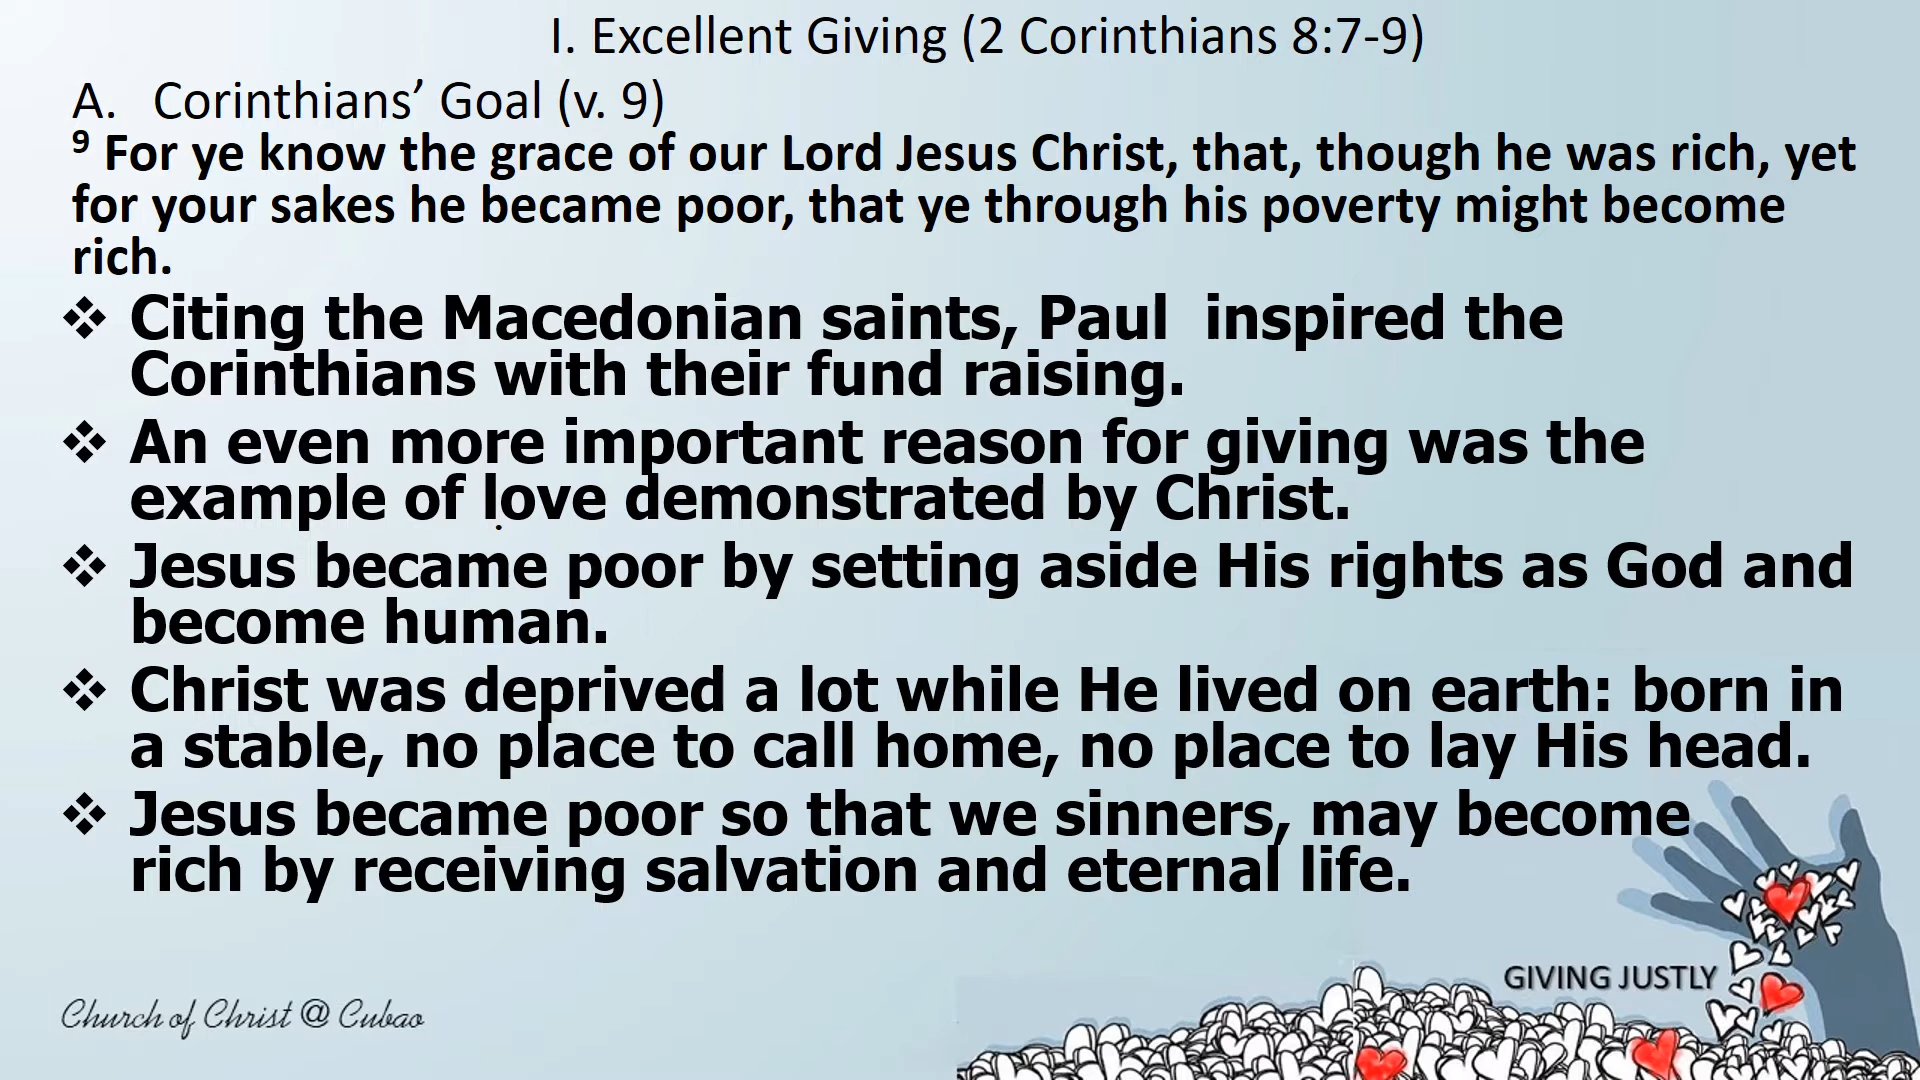 I. Excellent Giving (2 Corinthians 8:7-9)
A. Corinthians’ Goal (v. 9)
9 For ye know the grace of our Lord Jesus Christ, that, though he was rich, yet
for your sakes he became poor, that ye through his poverty might become
rich.
❖ Citing the Macedonian saints, Paul  inspired the
Corinthians with their fund raising.
❖ An even more important reason for giving was the
example of love demonstrated by Christ.
❖ Jesus became poor by setting aside His rights as God and
become human.
❖ Christ was deprived a lot while He lived on earth: born in
a stable, no place to call home, no place to lay His head.
❖ Jesus became poor so that we sinners, may become
rich by receiving salvation and eternal life.
GIVING JUSTLY
Church of Christ @ Cubao